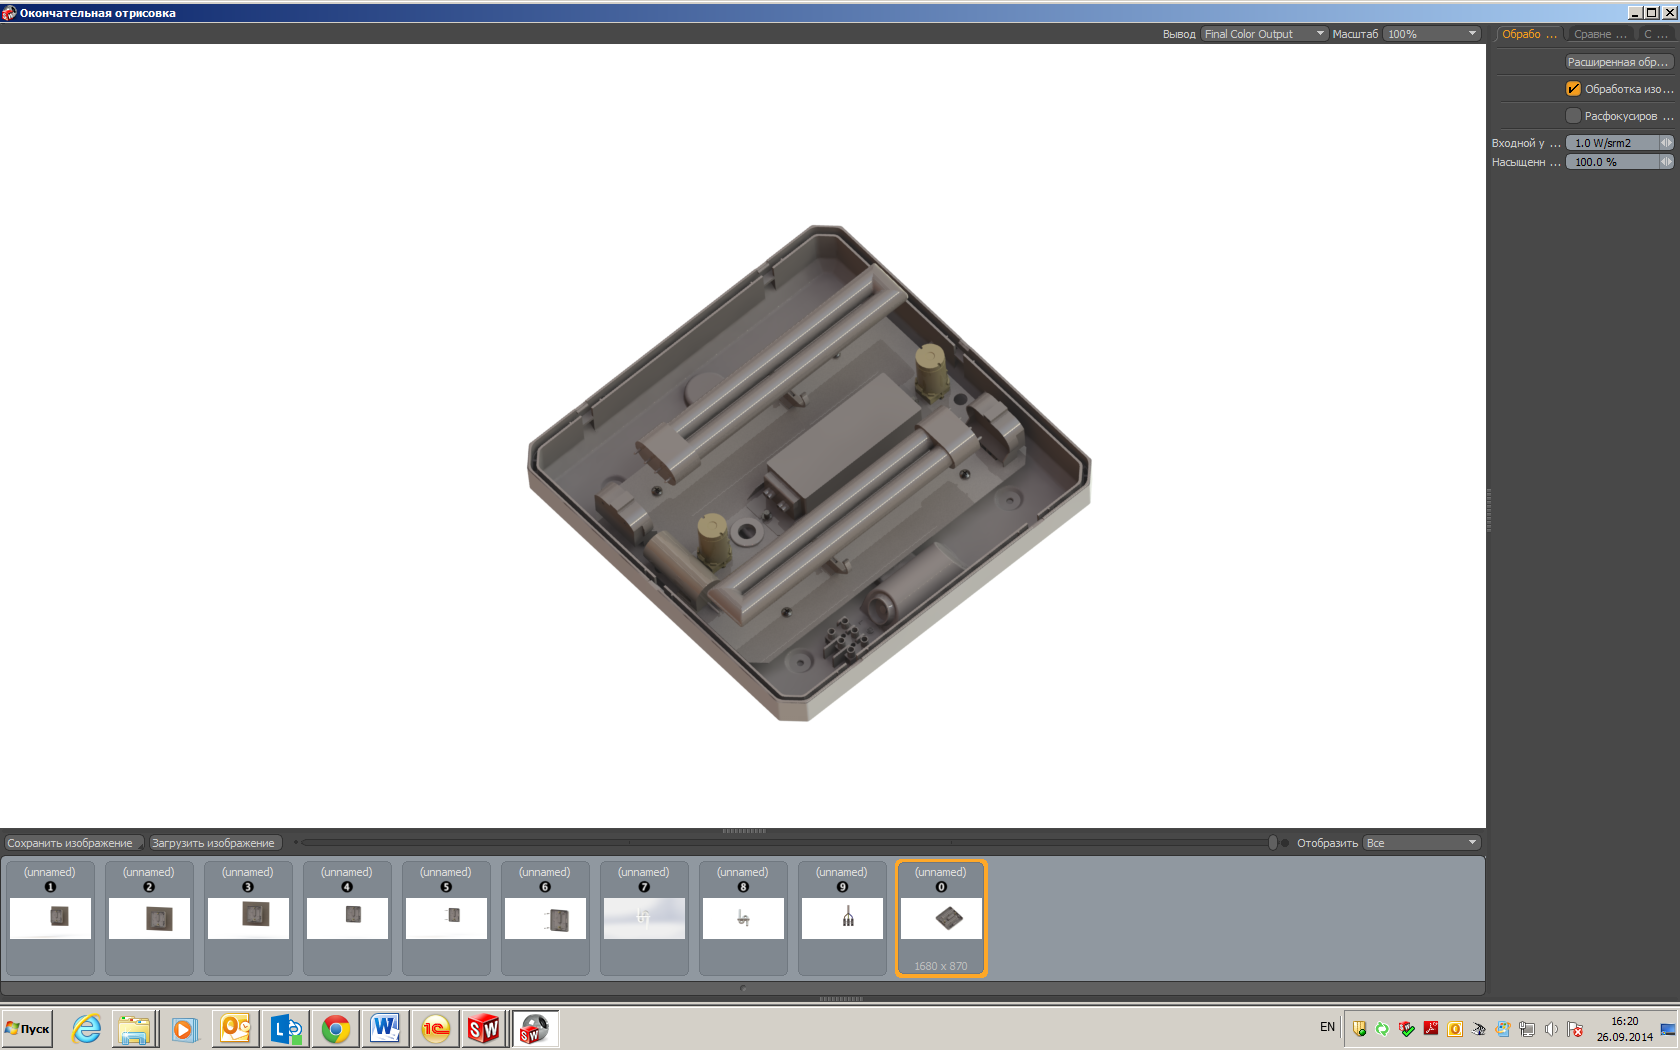 Окончательная отрисовка
Вывод Final Color Output Масштаб 100%
Обрабо ... Сравне ... С ...
Расширенная обр...
Обработка изо...
Расфокусиров ...
Входной у ... 1.0 W/srm2
Насыщенн ... 100.0 %
Сохранить изображение Загрузить изображение Отобразить Все
(unnamed) (unnamed) (unnamed) (unnamed) (unnamed) (unnamed) (unnamed) (unnamed) (unnamed) (unnamed)
1 2 3 4 5 6 7 8 9 0
1680 x 870
Пуск EN 16:20
26.09.2014